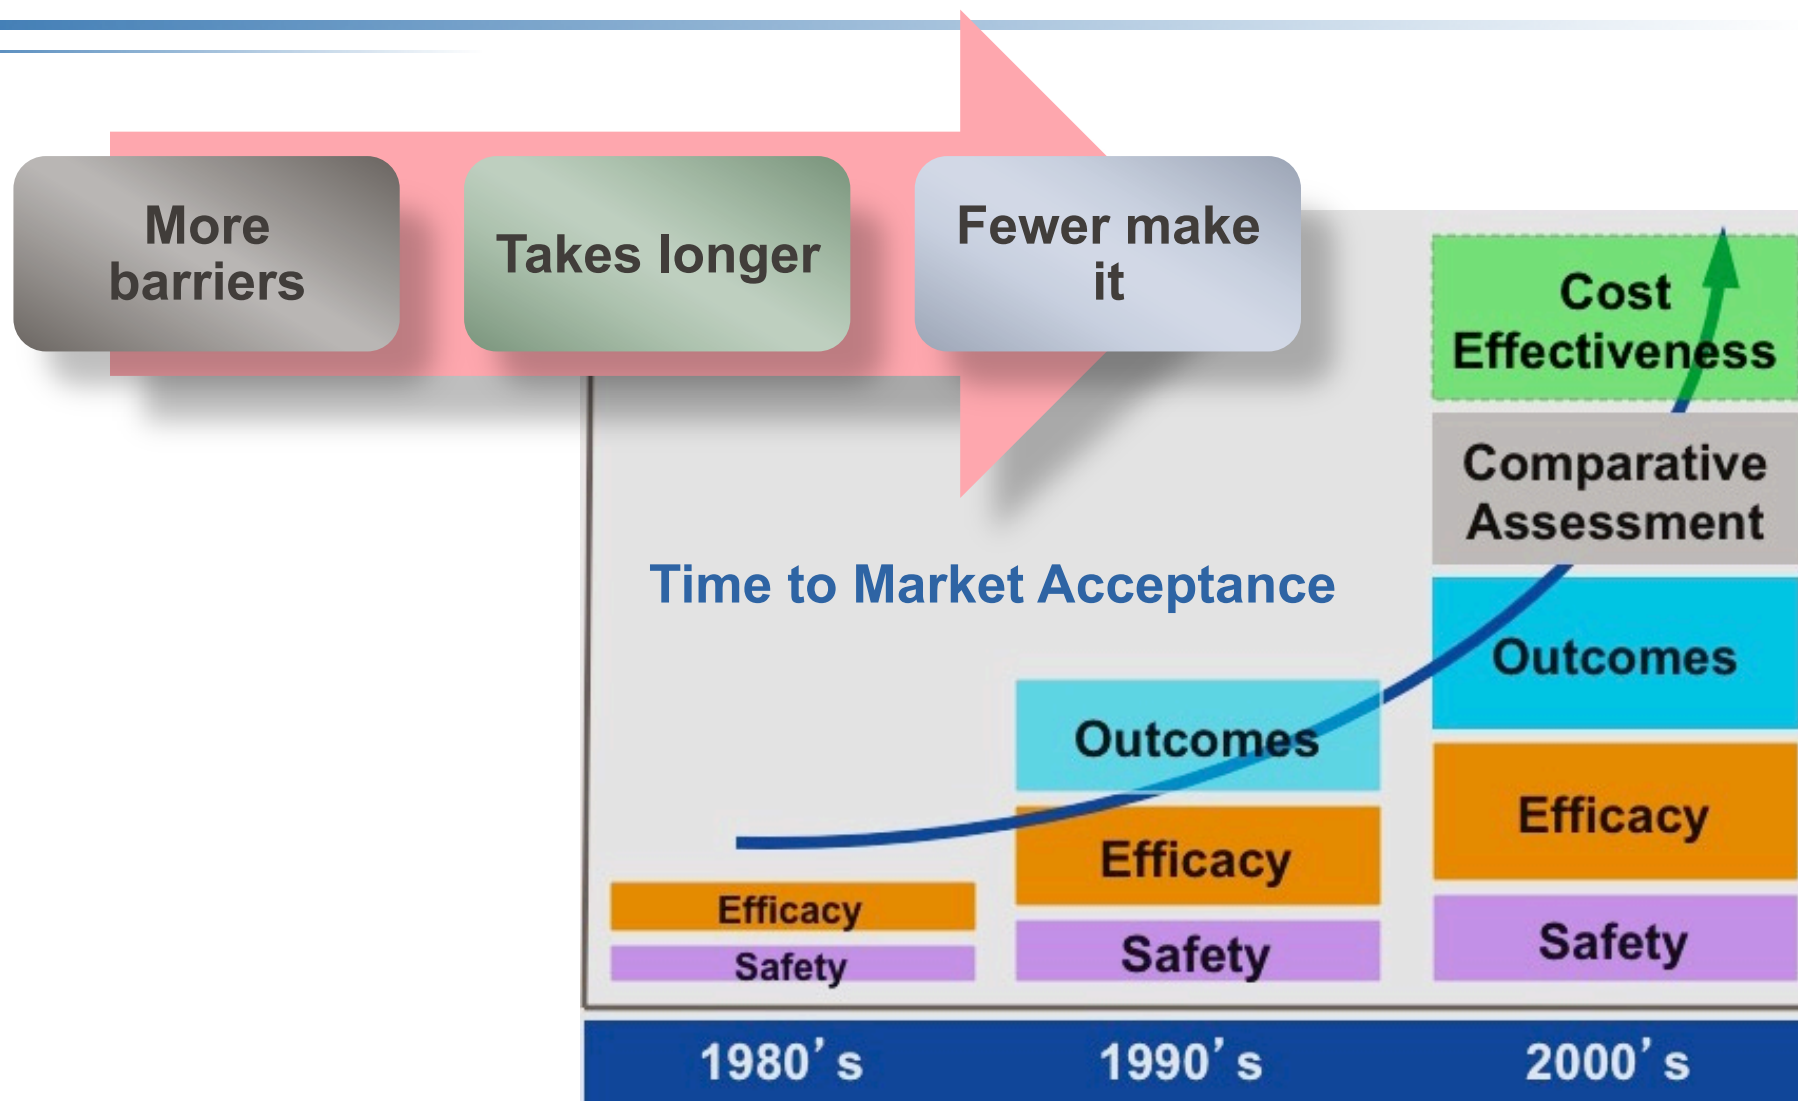 More
barriers
Takes longer
Fewer make
it
Time to Market Acceptance
Efficacy
Safety
Outcomes
Efficacy
Safety
Cost
Effectiveness
Comparative
Assessment
Outcomes
Efficacy
Safety
1980’s
1990’s
2000’s